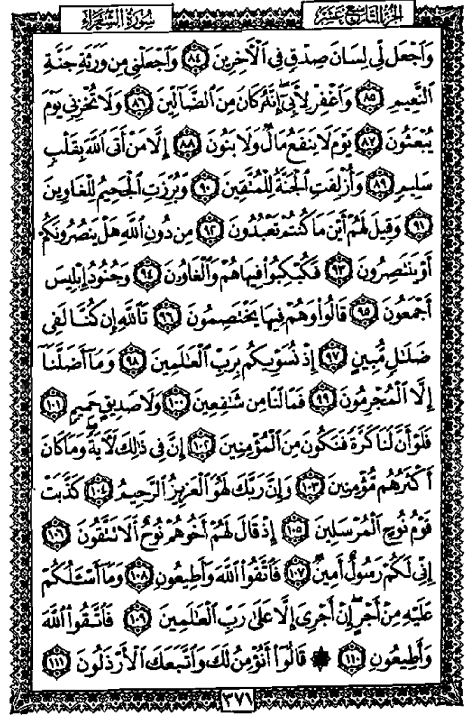 الجزء التاسع عشر سورة الشعراء
وَٱجۡعَل لِّي لِسَانَ صِدۡقٖ فِي ٱلۡأٓخِرِينَ ٨٤ وَٱجۡعَلۡنِي مِن وَرَثَةِ جَنَّةِ
ٱلنَّعِيمِ ٨٥ وَٱغۡفِرۡ لِأَبِيٓ إِنَّهُۥ كَانَ مِنَ ٱلضَّآلِّينَ ٨٦ وَلَا تُخۡزِنِي يَوۡمَ
يُبۡعَثُونَ ٨٧ يَوۡمَ لَا يَنفَعُ مَالٞ وَلَا بَنُونَ ٨٨ إِلَّا مَنۡ أَتَى ٱللَّهَ بِقَلۡبٖ
سَلِيمٖ ٨٩ وَأُزۡلِفَتِ ٱلۡجَنَّةُ لِلۡمُتَّقِينَ ٩٠ وَبُرِّزَتِ ٱلۡجَحِيمُ لِلۡغَاوِينَ
٩١ وَقِيلَ لَهُمۡ أَيۡنَ مَا كُنتُمۡ تَعۡبُدُونَ ٩٢ مِن دُونِ ٱللَّهِ هَلۡ يَنصُرُونَكُمۡ
أَوۡ يَنتَصِرُونَ ٩٣ فَكُبۡكِبُواْ فِيهَا هُمۡ وَٱلۡغَاوُۥنَ ٩٤ وَجُنُودُ إِبۡلِيسَ
أَجۡمَعُونَ ٩٥ قَالُواْ وَهُمۡ فِيهَا يَخۡتَصِمُونَ ٩٦ تَٱللَّهِ إِن كُنَّا لَفِي
ضَلَٰلٖ مُّبِينٍ ٩٧ إِذۡ نُسَوِّيكُم بِرَبِّ ٱلۡعَٰلَمِينَ ٩٨ وَمَآ أَضَلَّنَآ
إِلَّا ٱلۡمُجۡرِمُونَ ٩٩ فَمَا لَنَا مِن شَٰفِعِينَ ١٠٠ وَلَا صَدِيقٍ حَمِيمٖ ١٠١
فَلَوۡ أَنَّ لَنَا كَرَّةٗ فَنَكُونَ مِنَ ٱلۡمُؤۡمِنِينَ ١٠٢ إِنَّ فِي ذَٰلِكَ لَأٓيَةٗۖ وَمَا كَانَ
أَكۡثَرُهُم مُّؤۡمِنِينَ ١٠٣ وَإِنَّ رَبَّكَ لَهُوَ ٱلۡعَزِيزُ ٱلرَّحِيمُ ١٠٤ كَذَّبَتۡ
قَوۡمُ نُوحٍ ٱلۡمُرۡسَلِينَ ١٠٥ إِذۡ قَالَ لَهُمۡ أَخُوهُمۡ نُوحٌ أَلَا تَتَّقُونَ ١٠٦
إِنِّي لَكُمۡ رَسُولٌ أَمِينٞ ١٠٧ فَٱتَّقُواْ ٱللَّهَ وَأَطِيعُونِ ١٠٨ وَمَآ أَسۡـَٔلُكُمۡ
عَلَيۡهِ مِنۡ أَجۡرٍۖ إِنۡ أَجۡرِيَ إِلَّا عَلَىٰ رَبِّ ٱلۡعَٰلَمِينَ ١٠٩ فَٱتَّقُواْ ٱللَّهَ
وَأَطِيعُونِ ١١٠ ۞ قَالُوٓاْ أَنُؤۡمِنُ لَكَ وَٱتَّبَعَكَ ٱلۡأَرۡذَلُونَ ١١١
٣٧١